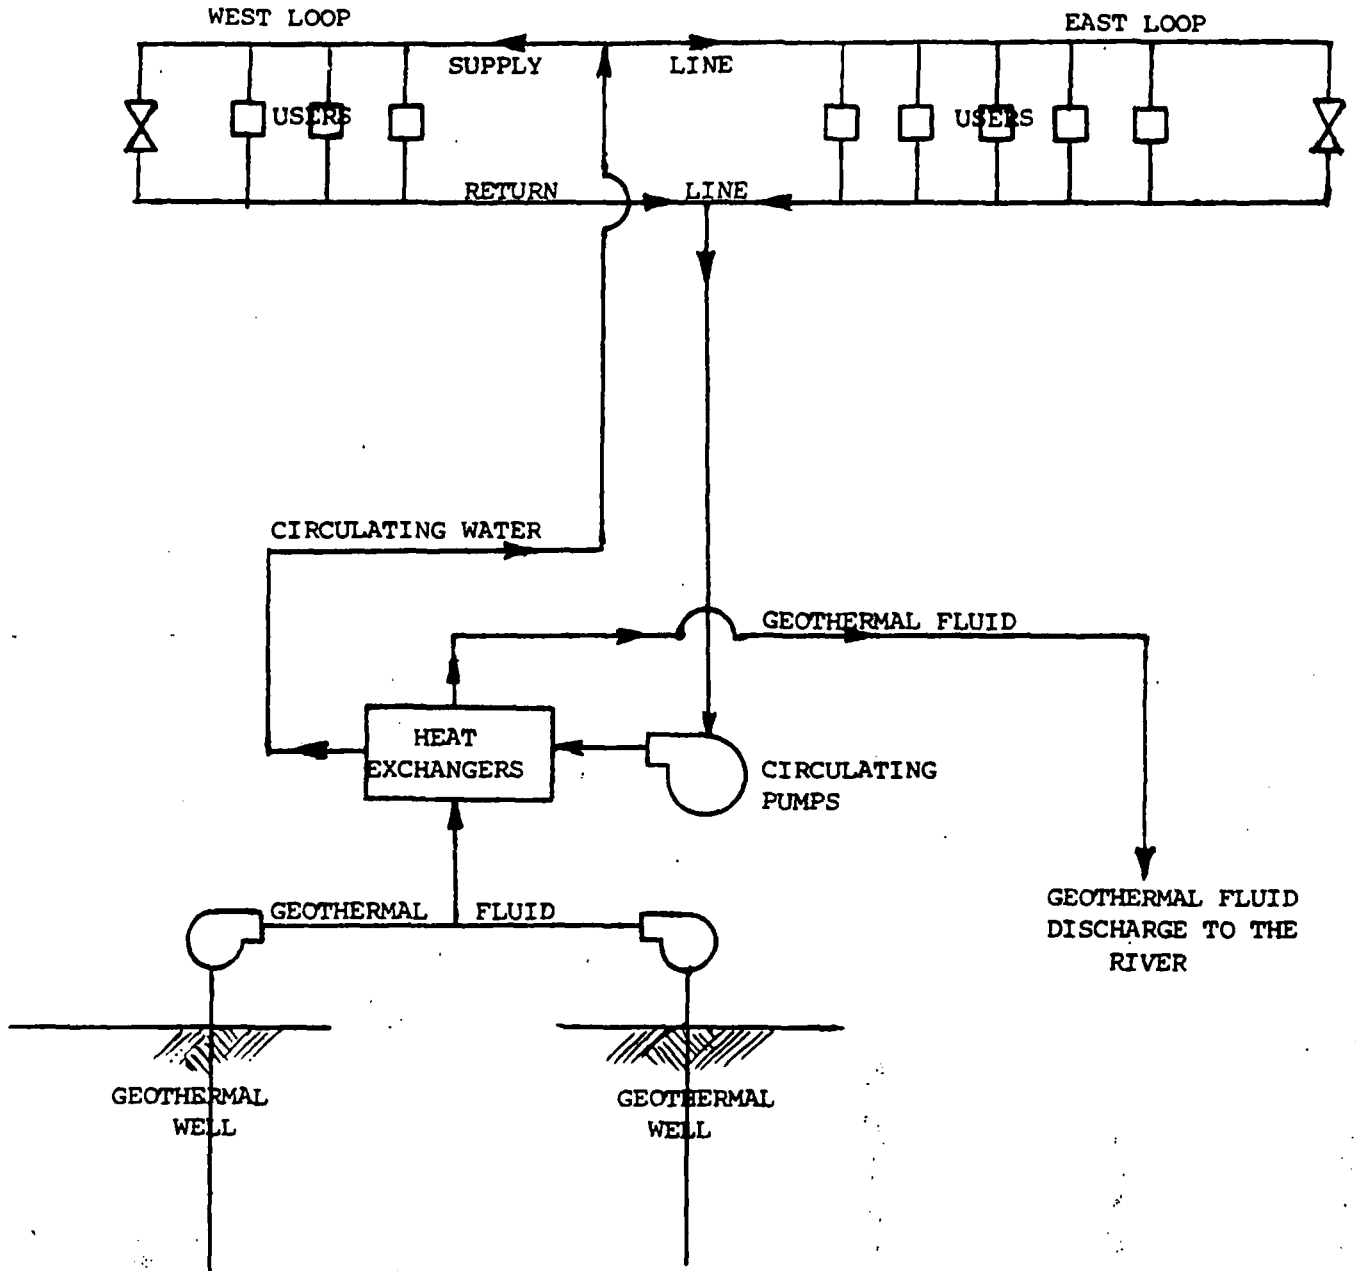 WEST LOOP
EAST LOOP
SUPPLY LINE
USERS
USERS
RETURN LINE
CIRCULATING WATER
GEOTHERMAL FLUID
HEAT
EXCHANGERS
CIRCULATING
PUMPS
GEOTHERMAL FLUID
GEOTHERMAL FLUID
DISCHARGE TO THE
RIVER
GEOTHERMAL
WELL
GEOTHERMAL
WELL